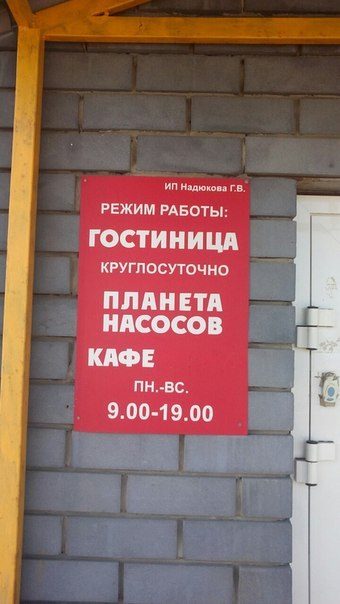 ИП Надюкова Г.В.
РЕЖИМ РАБОТЫ:
ГОСТИНИЦА
КРУГЛОСУТОЧНО
ПЛАНЕТА
НАСОСОВ
КАФЕ
ПН.-ВС.
9.00-19.00